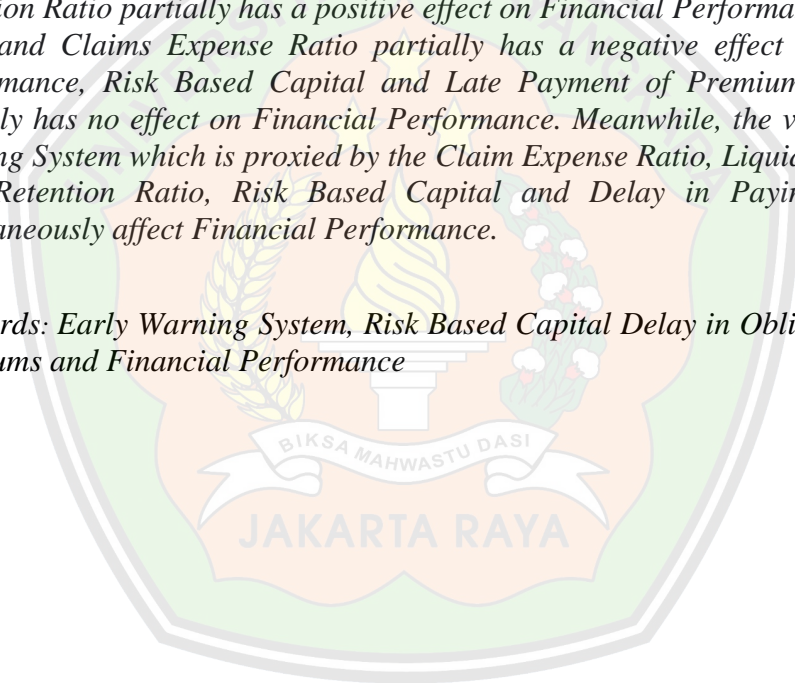 ion Ratio partially has a positive effect on Financial Performa
and Claims Expense Ratio partially has a negative effect
mance, Risk Based Capital and Late Payment of Premium
ly has no effect on Financial Performance. Meanwhile, the v
ng System which is proxied by the Claim Expense Ratio, Liquid
Retention Ratio, Risk Based Capital and Delay in Payin
aneously affect Financial Performance.
rds: Early Warning System, Risk Based Capital Delay in Obli
ums and Financial Performance
BIKSA MAHWASTU DASI
JAKARTA RAYA